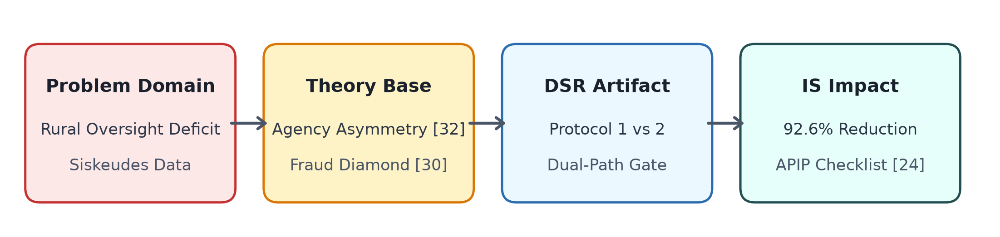 Problem Domain
Rural Oversight Deficit
Siskeudes Data
Theory Base
Agency Asymmetry [32]
Fraud Diamond [30]
DSR Artifact
Protocol 1 vs 2
Dual-Path Gate
IS Impact
92.6% Reduction
APIP Checklist [24]